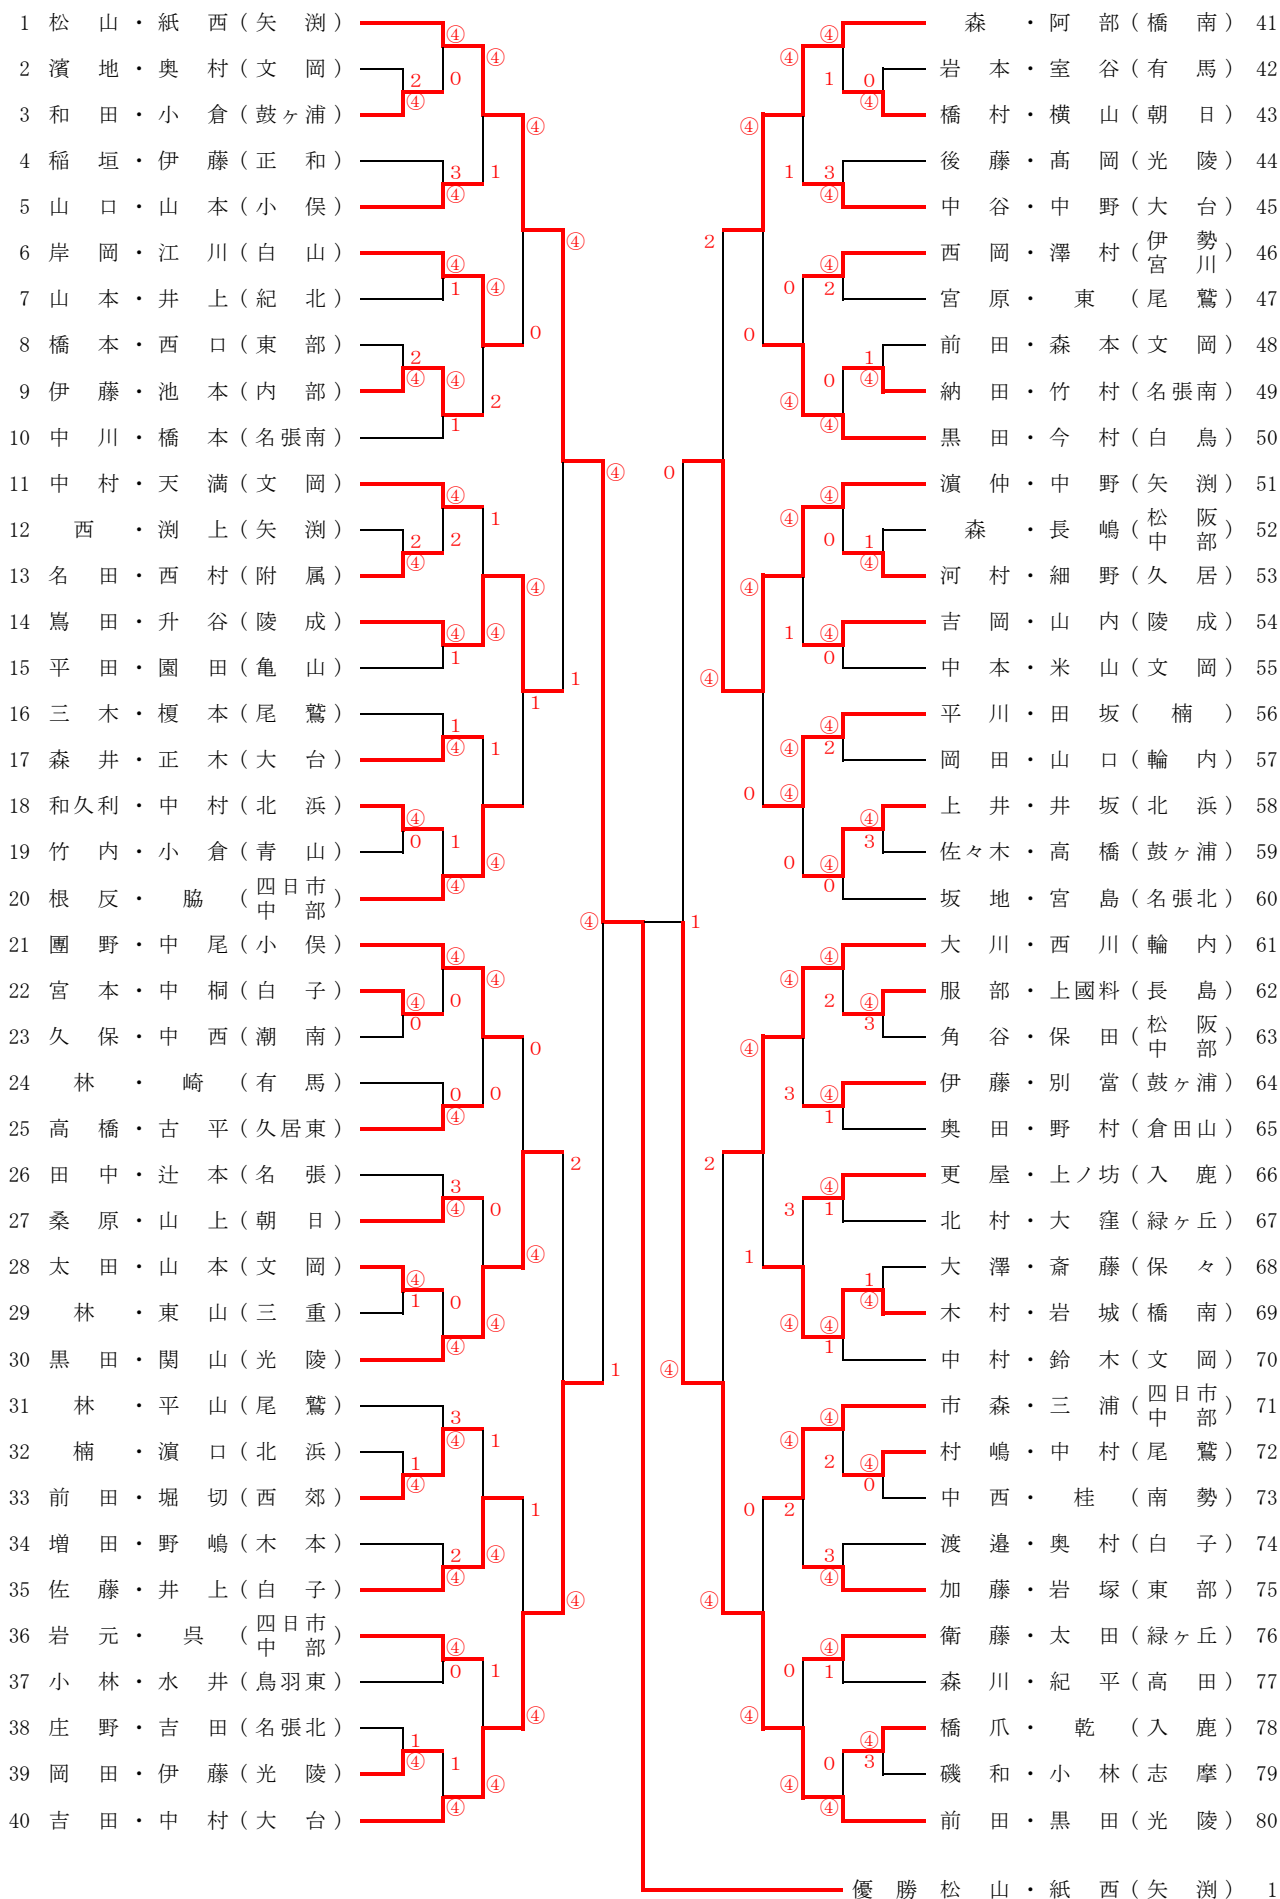 1 松山・紙西(矢渕)
2 濱地・奥村(文岡)
3 和田・小倉(鼓ヶ浦)
4 稲垣・伊藤(正和)
5 山口・山本(小俣)
6 岸岡・江川(白山)
7 山本・井上(紀北)
8 橋本・西口(東部)
9 伊藤・池本(内部)
10 中川・橋本(名張南)
11 中村・天満(文岡)
12 西・渕上(矢渕)
13 名田・西村(附属)
14 嶌田・升谷(陵成)
15 平田・園田(亀山)
16 三木・榎本(尾鷲)
17 森井・正木(大台)
18 和久利・中村(北浜)
19 竹内・小倉(青山)
20 根反・脇(四日市中部)
21 團野・中尾(小俣)
22 宮本・中桐(白子)
23 久保・中西(潮南)
24 林・崎(有馬)
25 高橋・古平(久居東)
26 田中・辻本(名張)
27 桑原・山上(朝日)
28 太田・山本(文岡)
29 林・東山(三重)
30 黒田・関山(光陵)
31 林・平山(尾鷲)
32 楠・濵口(北浜)
33 前田・堀切(西郊)
34 増田・野嶋(木本)
35 佐藤・井上(白子)
36 岩元・呉(四日市中部)
37 小林・水井(鳥羽東)
38 庄野・吉田(名張北)
39 岡田・伊藤(光陵)
40 吉田・中村(大台)
森・阿部(橋南) 41
岩本・室谷(有馬) 42
橋村・横山(朝日) 43
後藤・髙岡(光陵) 44
中谷・中野(大台) 45
西岡・澤村(伊勢宮川) 46
宮原・東(尾鷲) 47
前田・森本(文岡) 48
納田・竹村(名張南) 49
黒田・今村(白鳥) 50
濵仲・中野(矢渕) 51
森・長嶋(松阪中部) 52
河村・細野(久居) 53
吉岡・山内(陵成) 54
中本・米山(文岡) 55
平川・田坂(楠) 56
岡田・山口(輪内) 57
上井・井坂(北浜) 58
佐々木・高橋(鼓ヶ浦) 59
坂地・宮島(名張北) 60
大川・西川(輪内) 61
服部・上國料(長島) 62
角谷・保田(松阪中部) 63
伊藤・別當(鼓ヶ浦) 64
奥田・野村(倉田山) 65
更屋・上ノ坊(入鹿) 66
北村・大窪(緑ヶ丘) 67
大澤・斎藤(保々) 68
木村・岩城(橋南) 69
中村・鈴木(文岡) 70
市森・三浦(四日市中部) 71
村嶋・中村(尾鷲) 72
中西・桂(南勢) 73
渡邉・奥村(白子) 74
加藤・岩塚(東部) 75
衛藤・太田(緑ヶ丘) 76
森川・紀平(高田) 77
橋爪・乾(入鹿) 78
磯和・小林(志摩) 79
前田・黒田(光陵) 80
優勝 松山・紙西(矢渕) 1